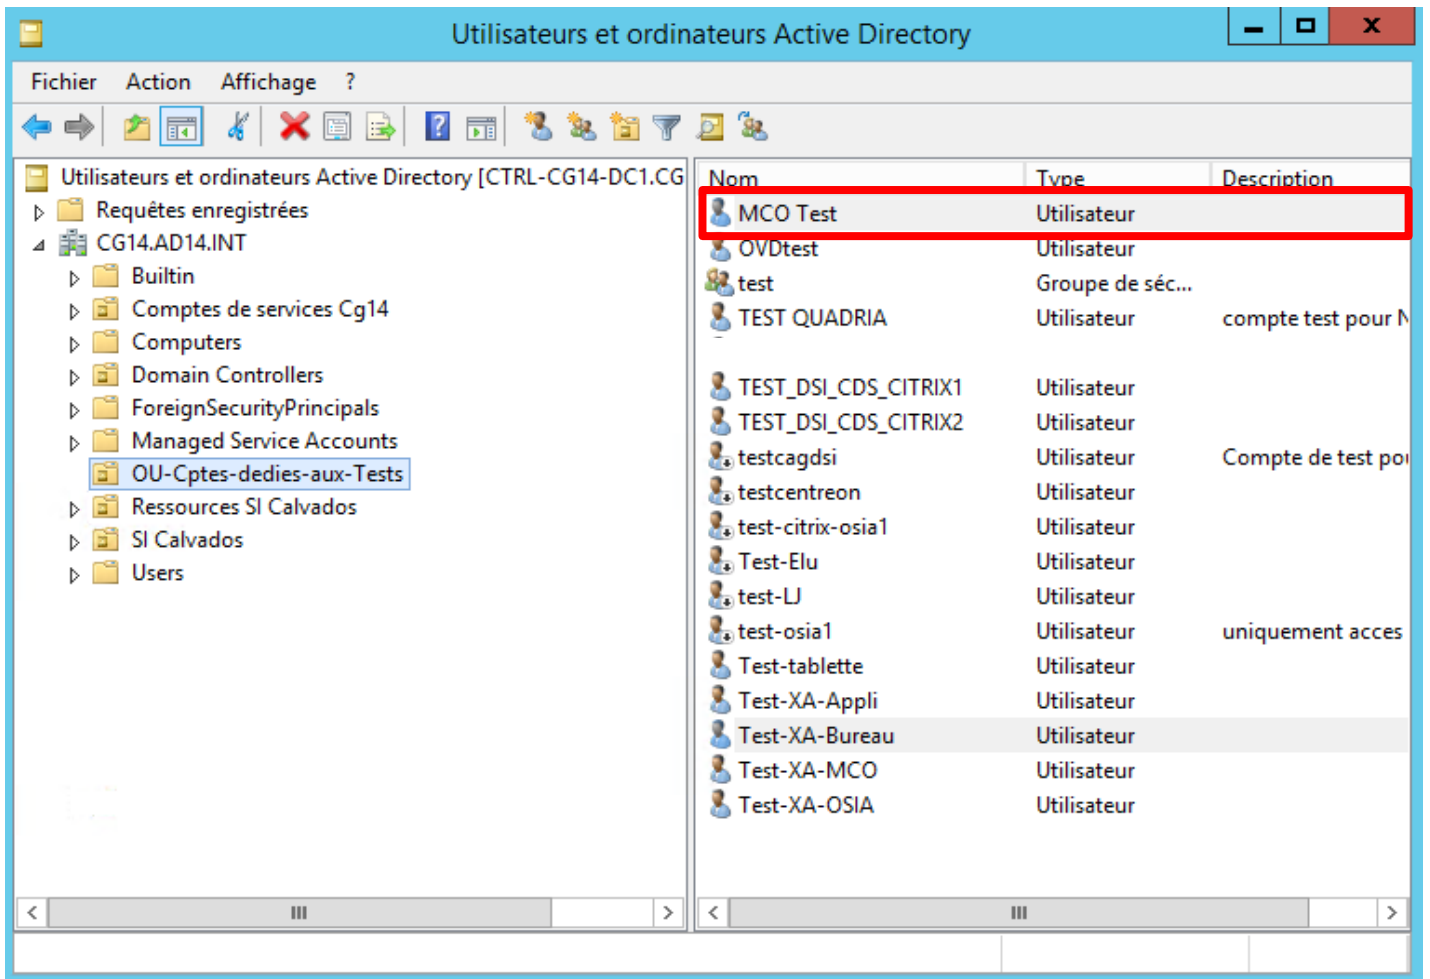 Utilisateurs et ordinateurs Active Directory
Fichier Action Affichage ?
Utilisateurs et ordinateurs Active Directory [CTRL-CG14-DC1.CG
Requêtes enregistrées
CG14.AD14.INT
Builtin
Comptes de services Cg14
Computers
Domain Controllers
ForeignSecurityPrincipals
Managed Service Accounts
OU-Cptes-dedies-aux-Tests
Ressources SI Calvados
SI Calvados
Users
Nom Type Description
MCO Test Utilisateur
OVDtest Utilisateur
test Groupe de séc...
TEST QUADRIA Utilisateur compte test pour N
TEST_DSI_CDS_CITRIX1 Utilisateur
TEST_DSI_CDS_CITRIX2 Utilisateur
testcagdsi Utilisateur Compte de test pou
testcentreon Utilisateur
test-citrix-osia1 Utilisateur
Test-Elu Utilisateur
test-LJ Utilisateur
test-osia1 Utilisateur uniquement acces
Test-tablette Utilisateur
Test-XA-Appli Utilisateur
Test-XA-Bureau Utilisateur
Test-XA-MCO Utilisateur
Test-XA-OSIA Utilisateur